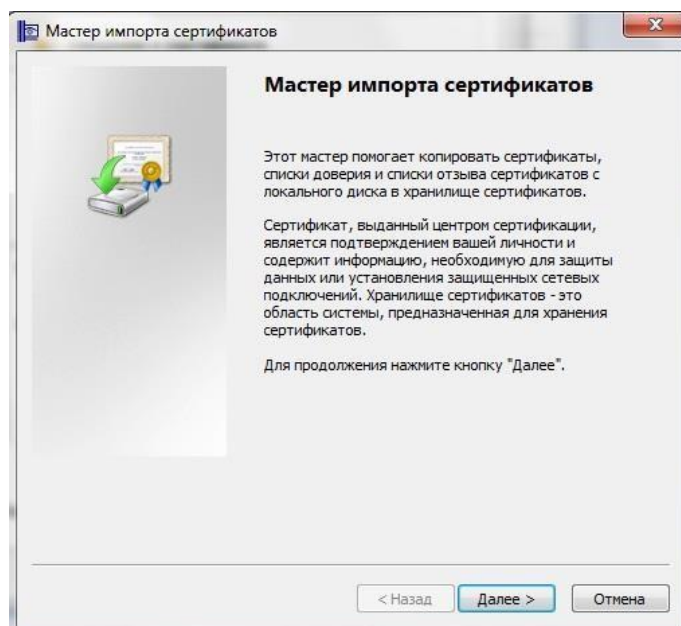 Мастер импорта сертификатов
Мастер импорта сертификатов
Этот мастер помогает копировать сертификаты,
списки доверия и списки отзыва сертификатов с
локального диска в хранилище сертификатов.
Сертификат, выданный центром сертификации,
является подтверждением вашей личности и
содержит информацию, необходимую для защиты
данных или установления защищенных сетевых
подключений. Хранилище сертификатов - это
область системы, предназначенная для хранения
сертификатов.
Для продолжения нажмите кнопку "Далее".
< Назад Далее > Отмена